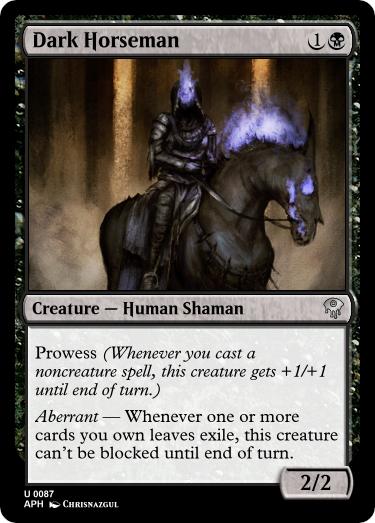 Dark Horseman 1
Creature — Human Shaman
Prowess (Whenever you cast a
noncreature spell, this creature gets +1/+1
until end of turn.)
Aberrant — Whenever one or more
cards you own leaves exile, this creature
can't be blocked until end of turn.
2/2
U 0087
APH Chrisnazgul